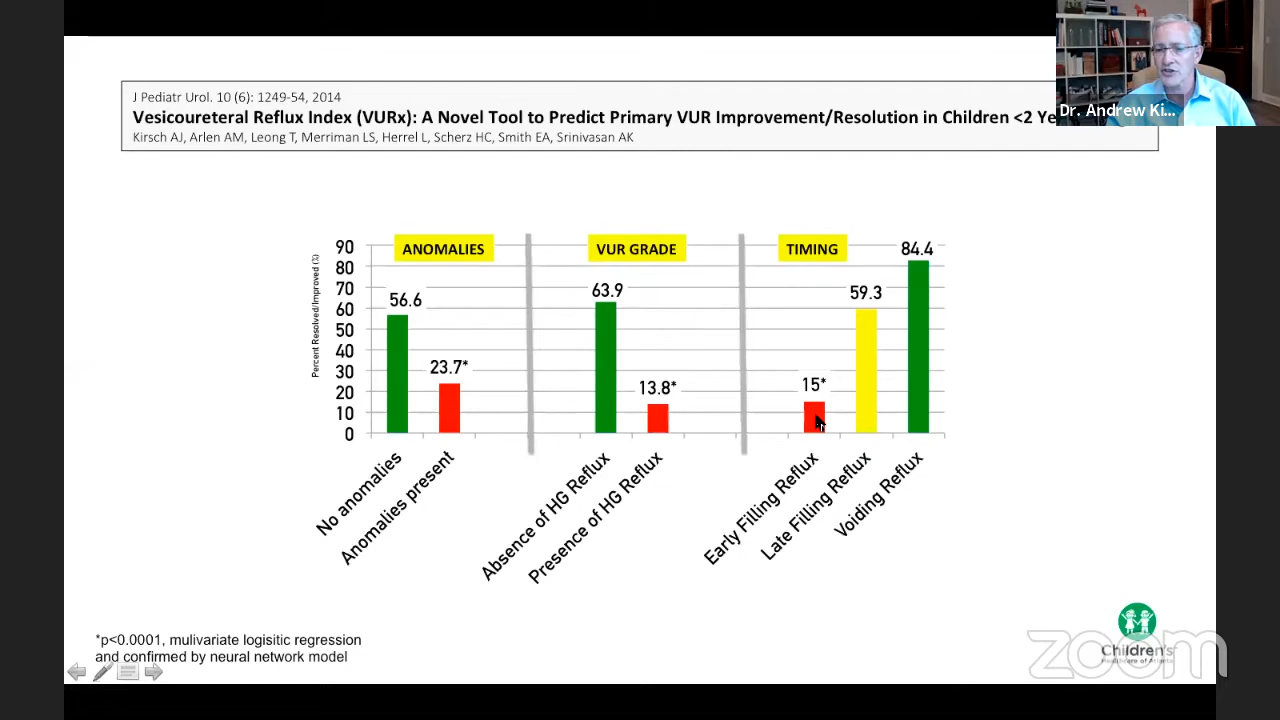 J Pediatr Urol. 10 (6): 1249-54, 2014
Vesicoureteral Reflux Index (VURx): A Novel Tool to Predict Primary VUR Improvement/Resolution in Children <2 Ye
Kirsch AJ, Arlen AM, Leong T, Merriman LS, Herrel L, Scherz HC, Smith EA, Srinivasan AK
Dr. Andrew Ki...
ANOMALIES
VUR GRADE
TIMING
Percent Resolved/Improved (%)
90
80
70
60
50
40
30
20
10
0
56.6
23.7*
63.9
13.8*
15*
59.3
84.4
No anomalies
Anomalies present
Absence of HG Reflux
Presence of HG Reflux
Early Filling Reflux
Late Filling Reflux
Voiding Reflux
*p<0.0001, mulivariate logisitic regression
and confirmed by neural network model
Children's
Healthcare of Atlanta
zoom